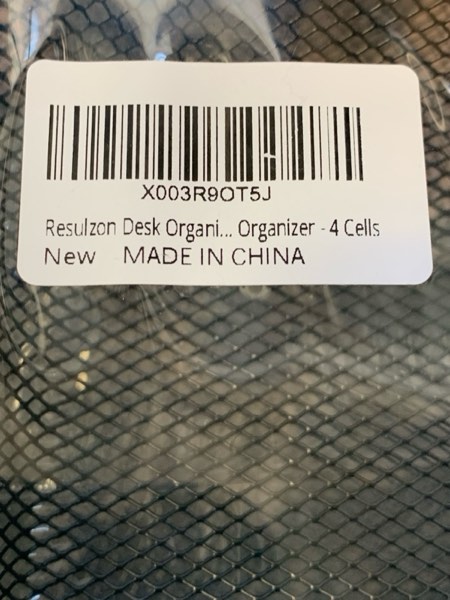 X003R9OT5J
Resulzon Desk Organi... Organizer - 4 Cells
New MADE IN CHINA